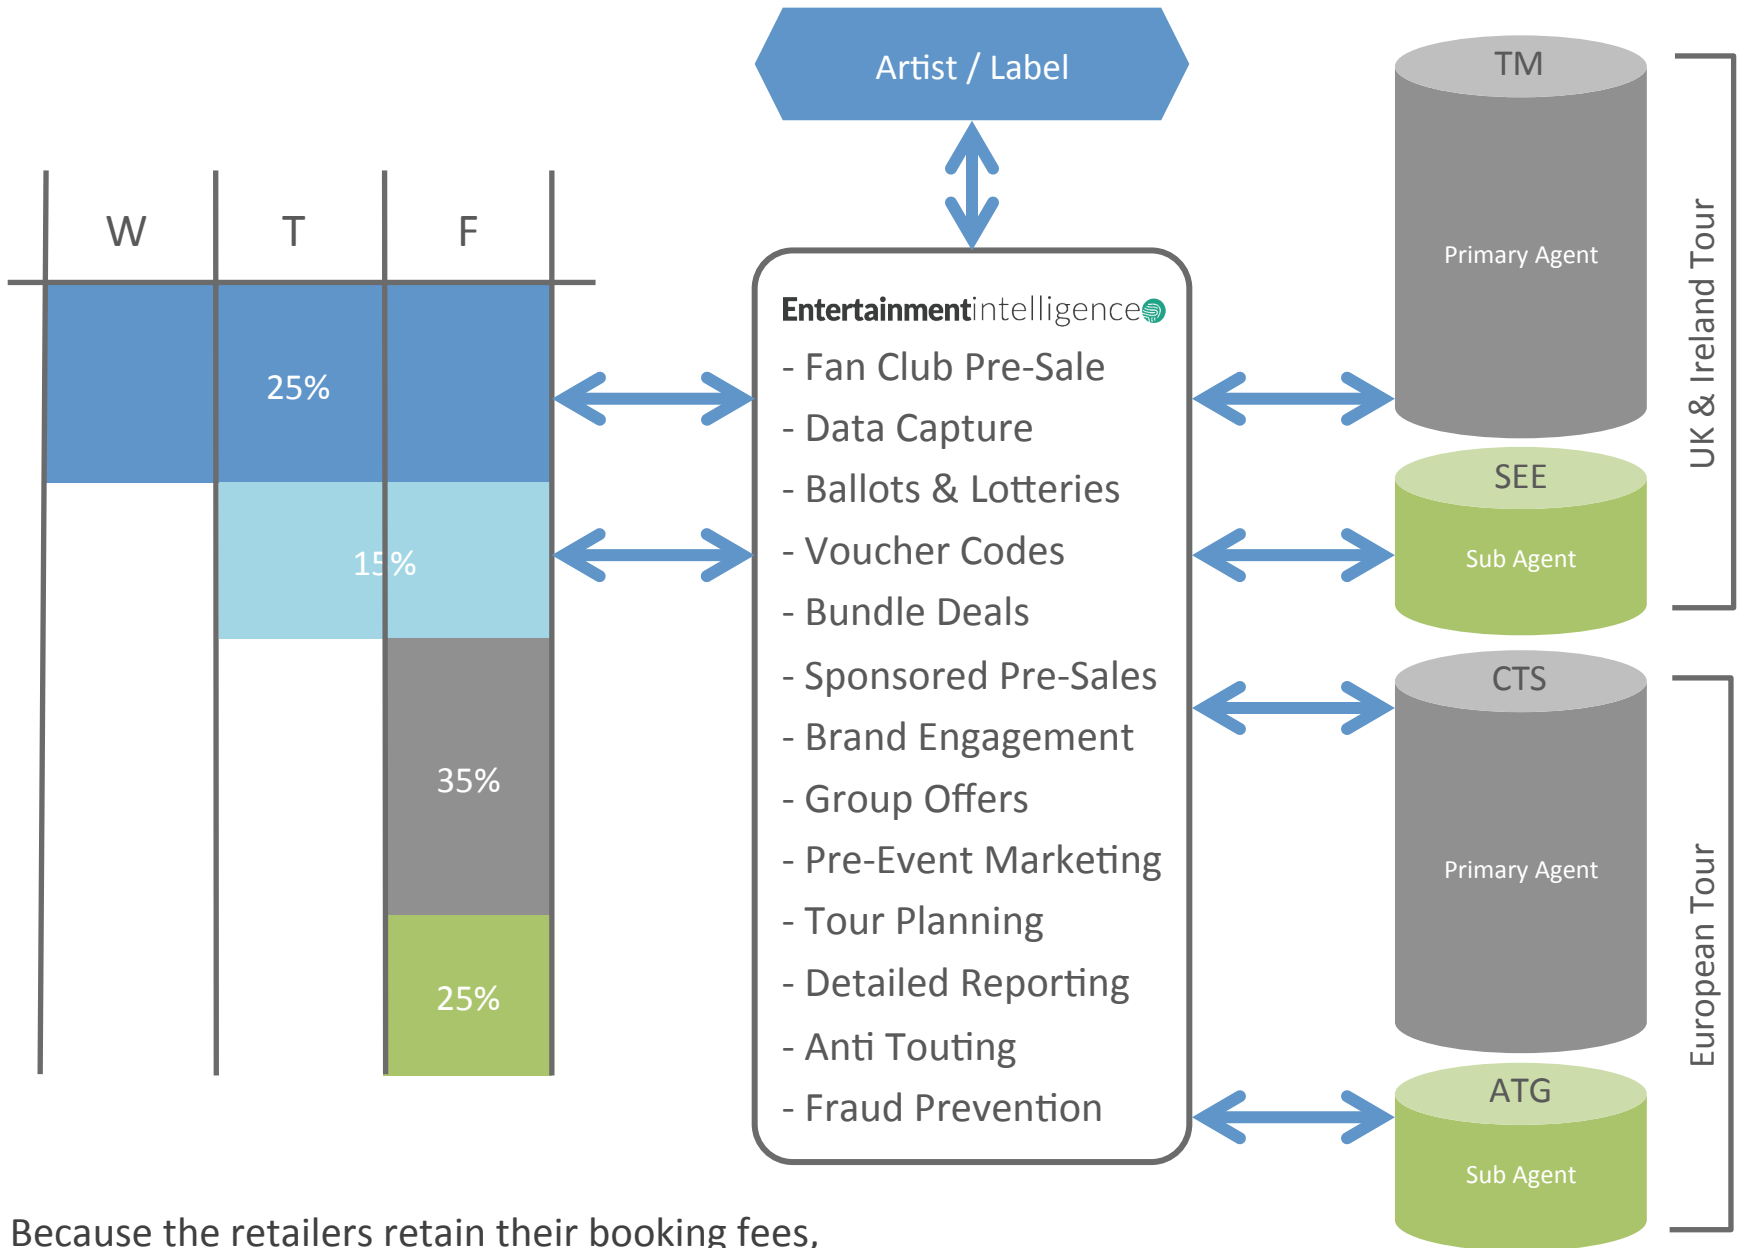 Artist / Label
W
T
F
25%
15%
35%
25%
Entertainmentintelligence
- Fan Club Pre-Sale
- Data Capture
- Ballots & Lotteries
- Voucher Codes
- Bundle Deals
- Sponsored Pre-Sales
- Brand Engagement
- Group Offers
- Pre-Event Marketing
- Tour Planning
- Detailed Reporting
- Anti Touting
- Fraud Prevention
TM
Primary Agent
SEE
Sub Agent
UK & Ireland Tour
CTS
Primary Agent
ATG
Sub Agent
European Tour
Because the retailers retain their booking fees,